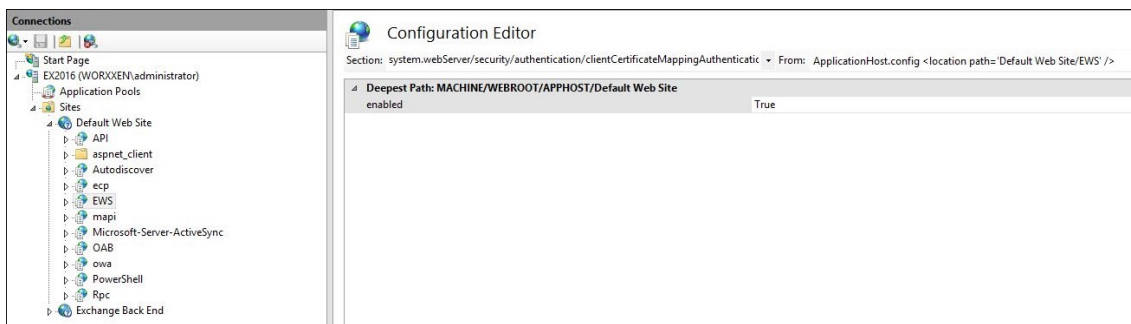 Connections
Start Page
EX2016 (WORXXEN\administrator)
Application Pools
Sites
Default Web Site
API
aspnet_client
Autodiscover
ecp
EWS
mapi
Microsoft-Server-ActiveSync
OAB
owa
PowerShell
Rpc
Exchange Back End
Configuration Editor
Section: system.webServer/security/authentication/clientCertificateMappingAuthenticatic From: ApplicationHost.config <location path='Default Web Site/EWS' />
Deepest Path: MACHINE/WEBROOT/APPHOST/Default Web Site
enabled True